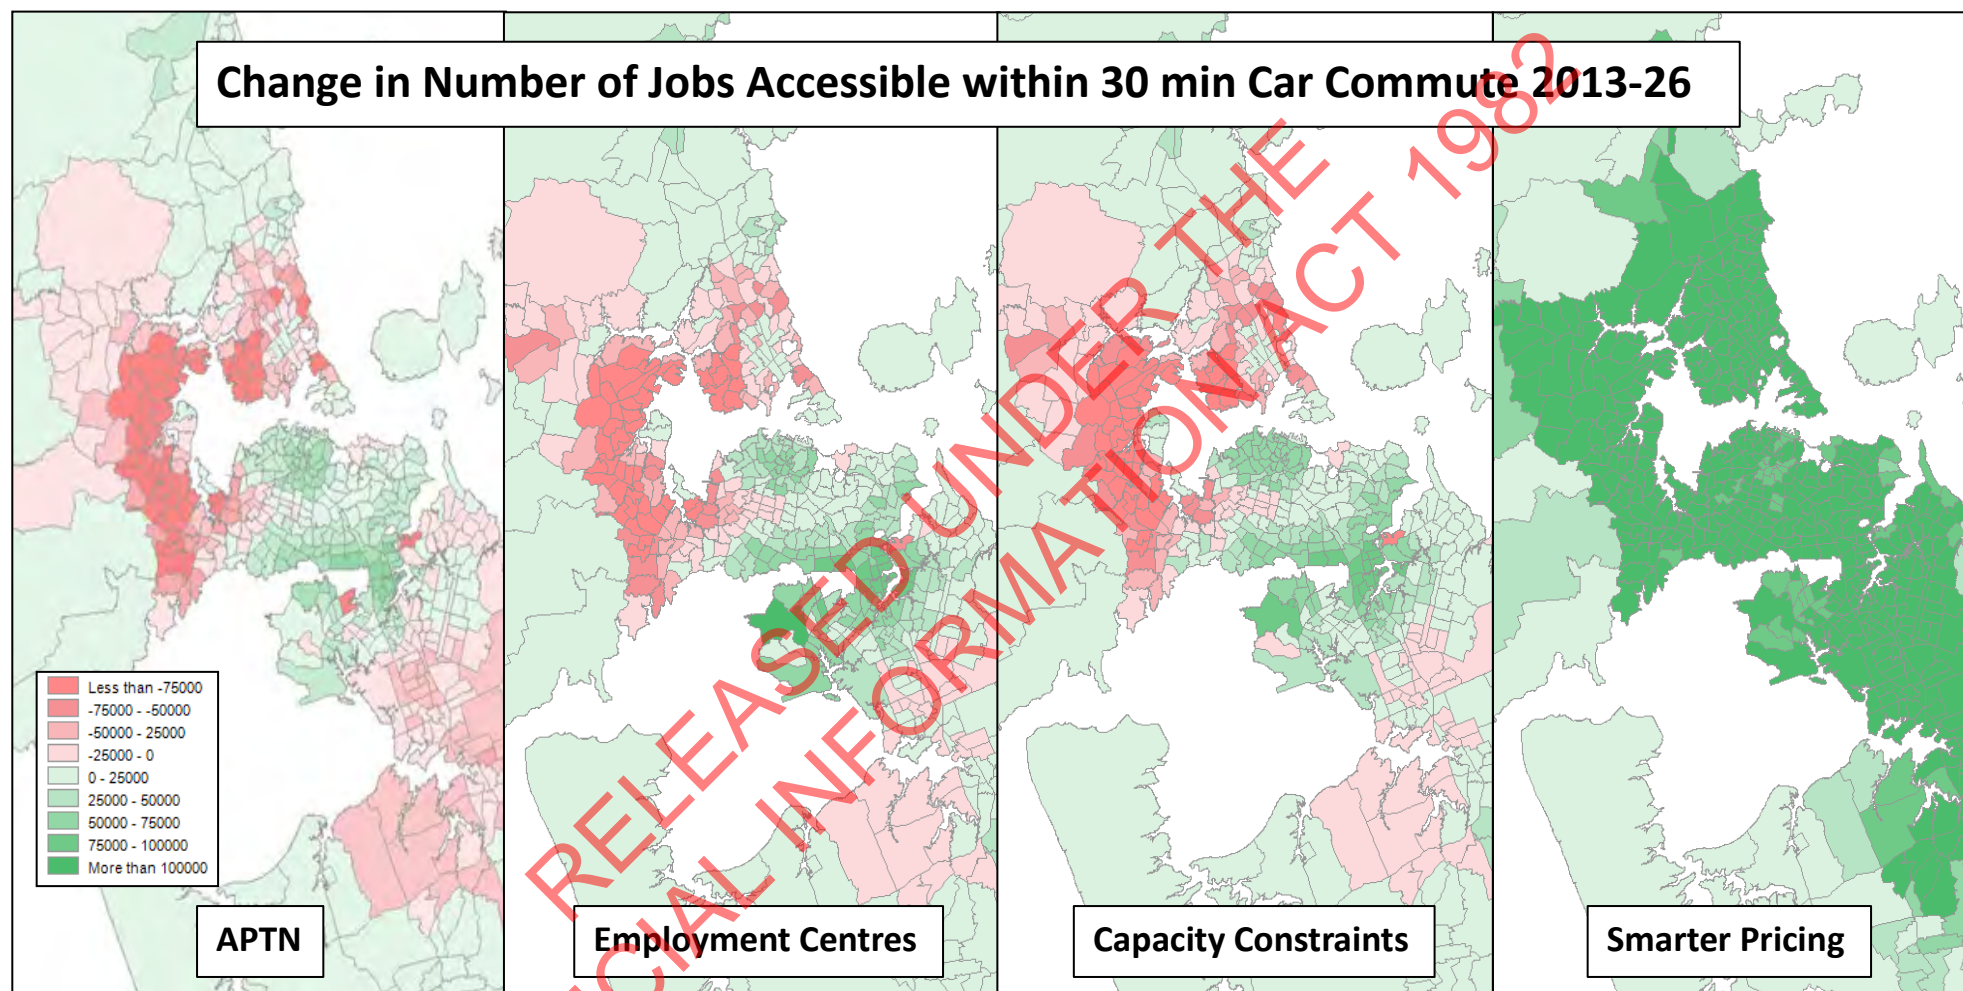 Change in Number of Jobs Accessible within 30 min Car Commute 2013-26
Less than -75000
-75000 - -50000
-50000 - 25000
-25000 - 0
0 - 25000
25000 - 50000
50000 - 75000
75000 - 100000
More than 100000
APTN
Employment Centres
Capacity Constraints
Smarter Pricing
RELEASED UNDER THE
CIAL INFORMATION ACT 1982